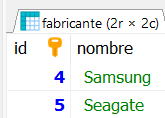 fabricante (2r × 2c)
id nombre
4 Samsung
5 Seagate